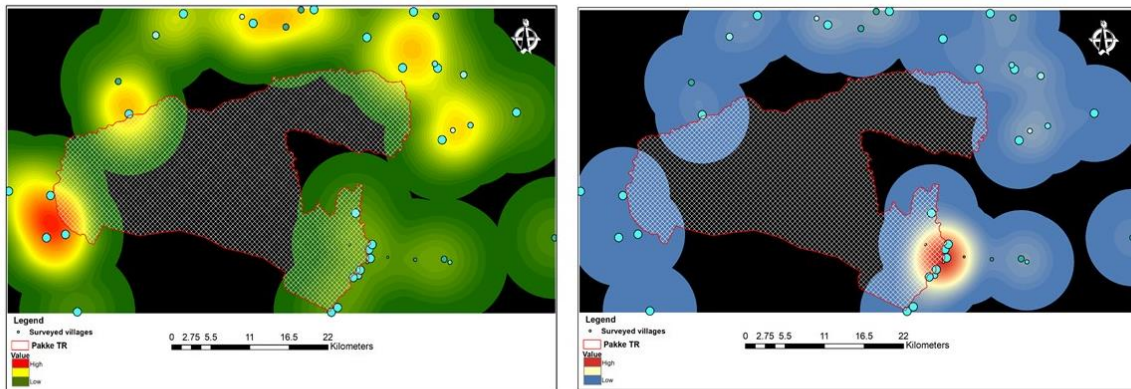 Legend
Surveyed villages
Pakke TR
Value
High
Low
0 2.75 5.5 11 16.5 22
Kilometers
Legend
Surveyed villages
Pakke TR
Value
High
Low
0 2.75 5.5 11 16.5 22
Kilometers